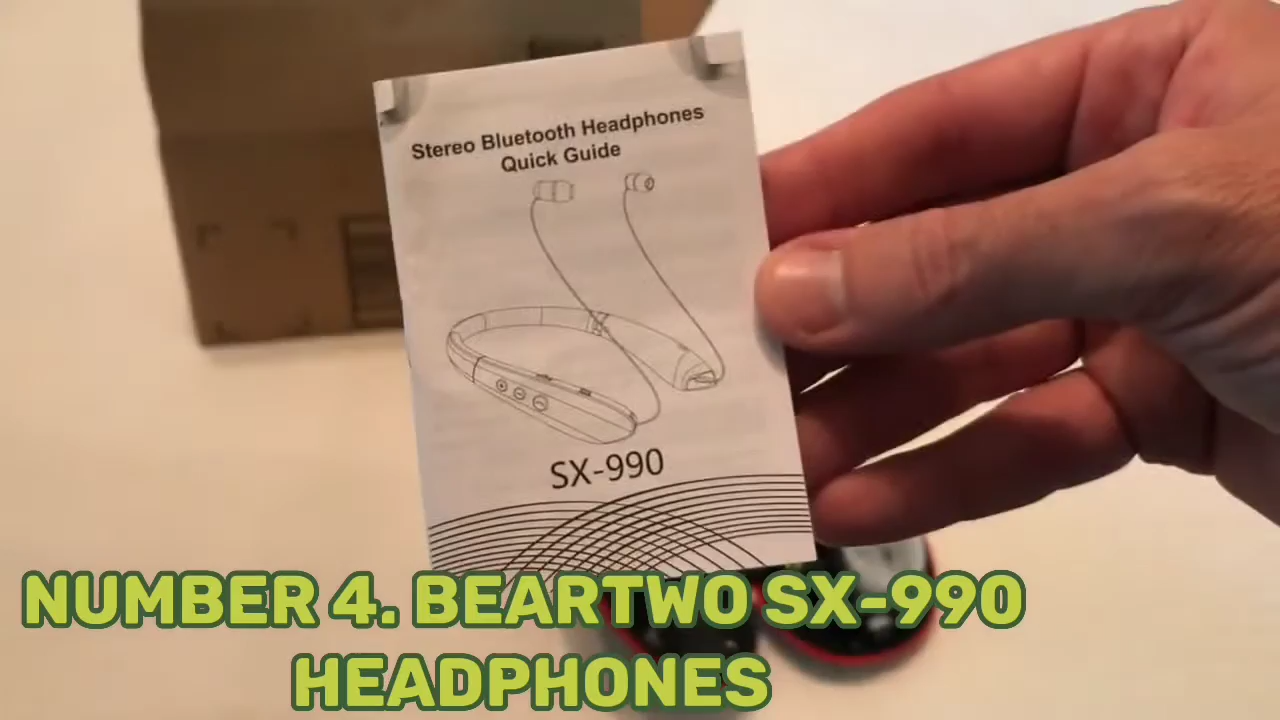 Stereo Bluetooth Headphones
Quick Guide
SX-990
NUMBER 4. BEARTWO SX-990
HEADPHONES